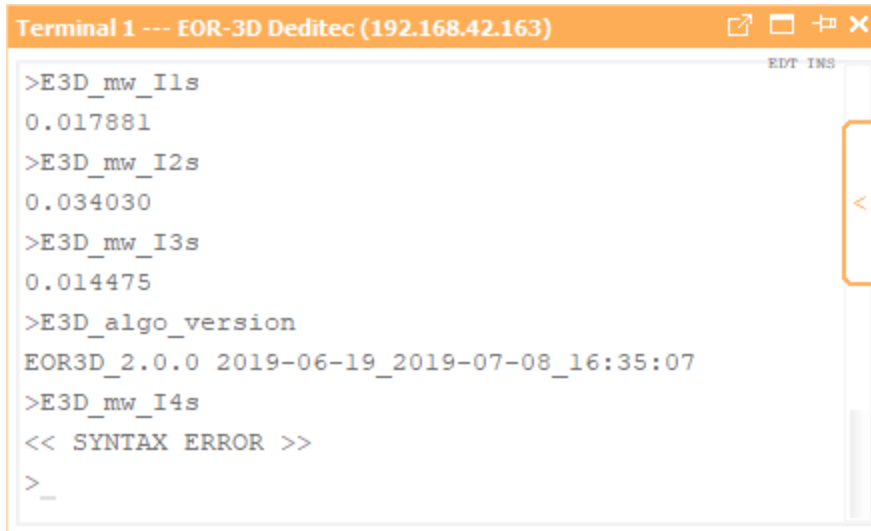 Terminal 1 --- EOR-3D Deditec (192.168.42.163)
EDT INS
>E3D_mw_I1s
0.017881
>E3D_mw_I2s
0.034030
>E3D_mw_I3s
0.014475
>E3D_algo_version
EOR3D_2.0.0 2019-06-19_2019-07-08_16:35:07
>E3D_mw_I4s
<< SYNTAX ERROR >>
>_
<